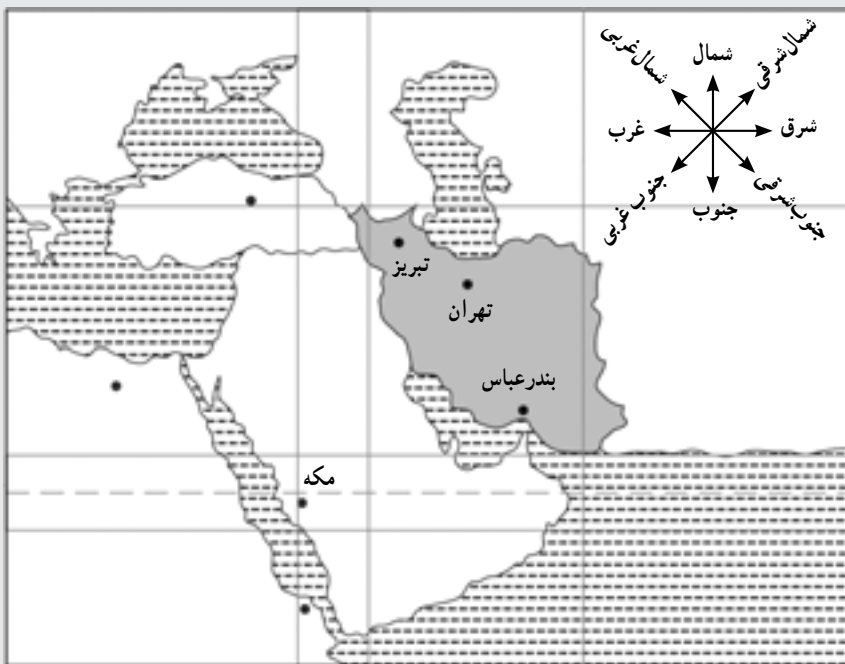 شمال
شمال شرقی
شرق
جنوب شرقی
جنوب
جنوب غربی
غرب
شمال غربی
تبریز
تهران
بندرعباس
مکه